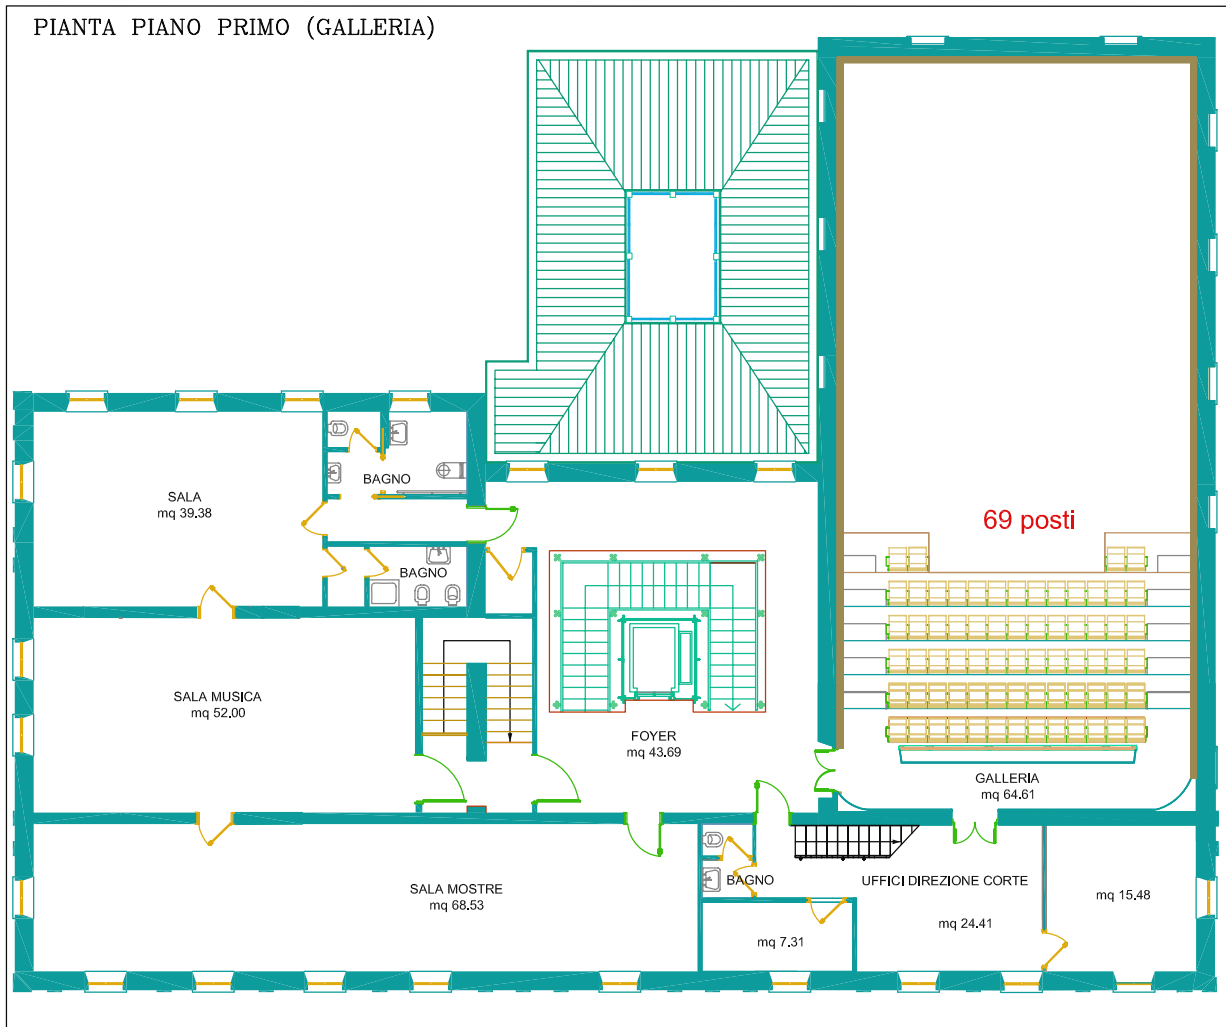 PIANTA PIANO PRIMO (GALLERIA)
69 posti
SALA
mq 39.38
BAGNO
BAGNO
SALA MUSICA
mq 52.00
FOYER
mq 43.69
GALLERIA
mq 64.61
SALA MOSTRE
mq 68.53
BAGNO
UFFICI DIREZIONE CORTE
mq 24.41
mq 15.48
mq 7.31